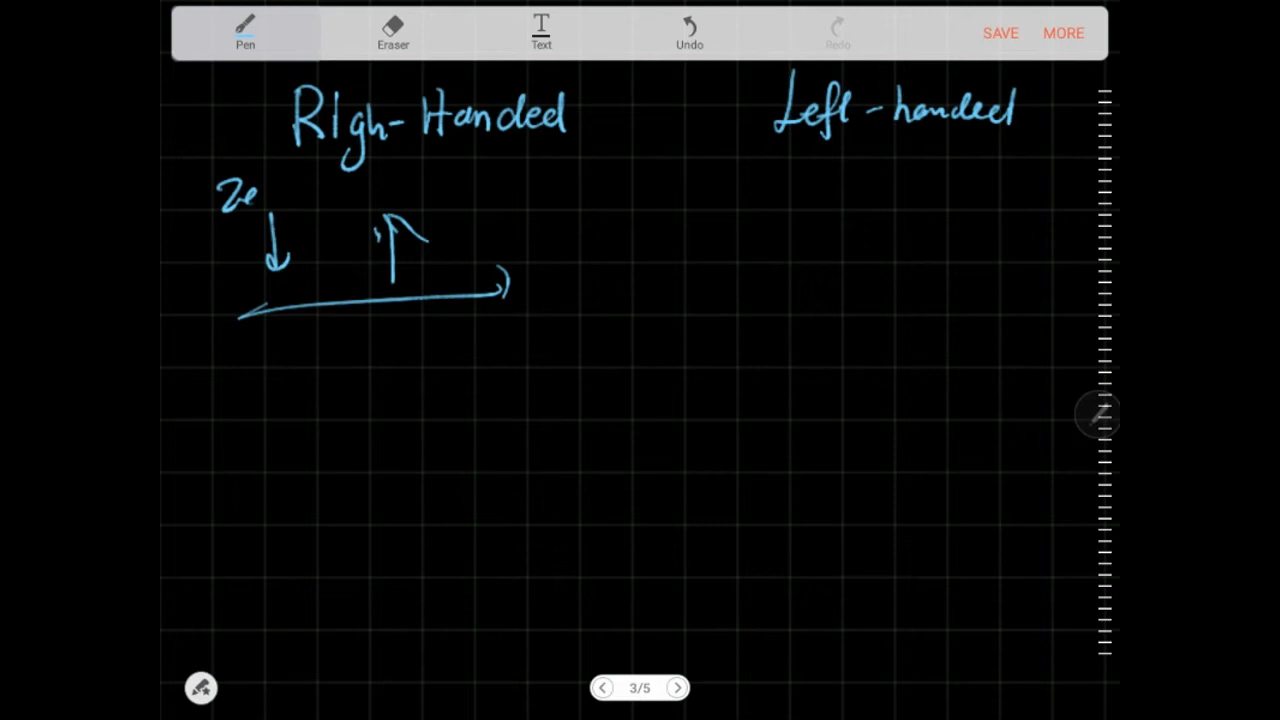 Pen Eraser Text Undo Redo SAVE MORE
Righ-Handed Left-handed
Ze
3/5